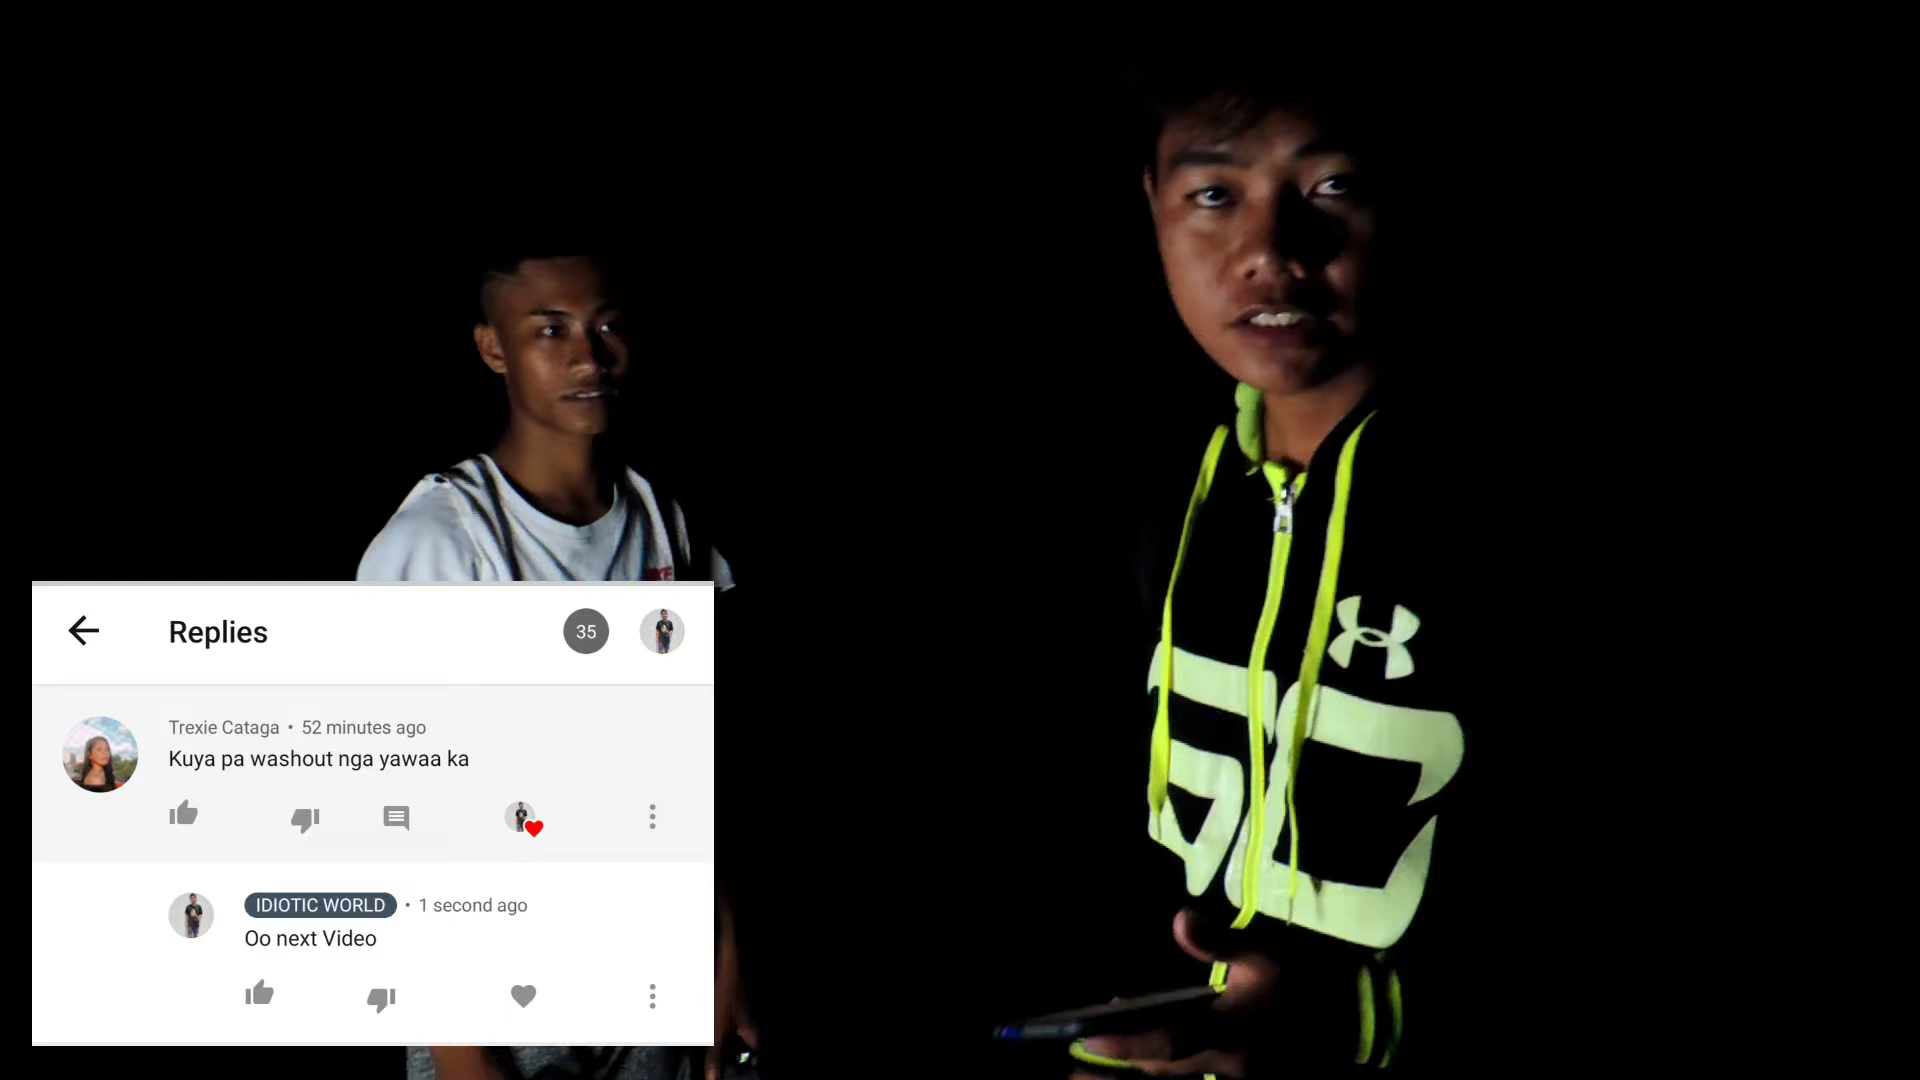 Replies
35
Trexie Cataga • 52 minutes ago
Kuya pa washout nga yawaa ka
IDIOTIC WORLD • 1 second ago
Oo next Video